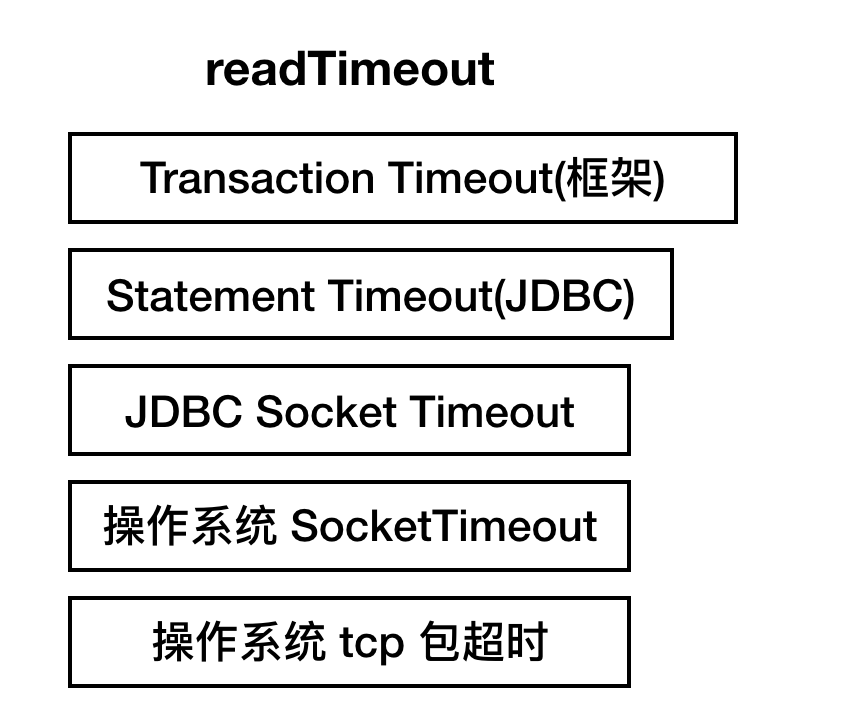 readTimeout
Transaction Timeout(框架)
Statement Timeout(JDBC)
JDBC Socket Timeout
操作系统 SocketTimeout
操作系统 tcp 包超时